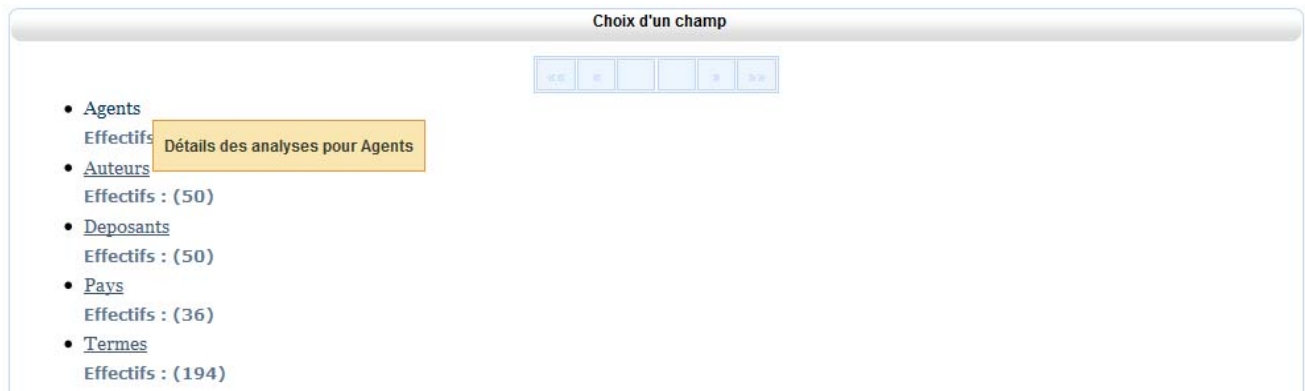 Choix d'un champ
«« « » »»
Agents
Effectifs
Détails des analyses pour Agents
Auteurs
Effectifs : (50)
Deposants
Effectifs : (50)
Pays
Effectifs : (36)
Termes
Effectifs : (194)